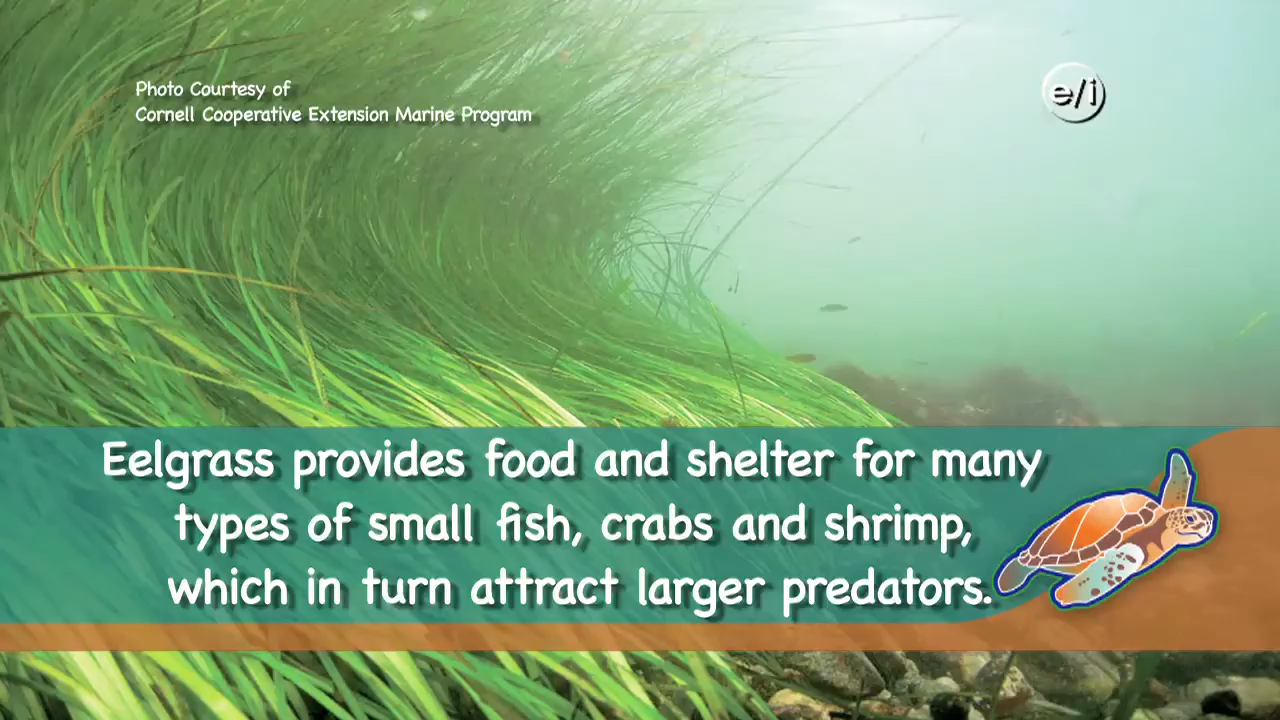 Photo Courtesy of
Cornell Cooperative Extension Marine Program
e/i
Eelgrass provides food and shelter for many
types of small fish, crabs and shrimp,
which in turn attract larger predators.